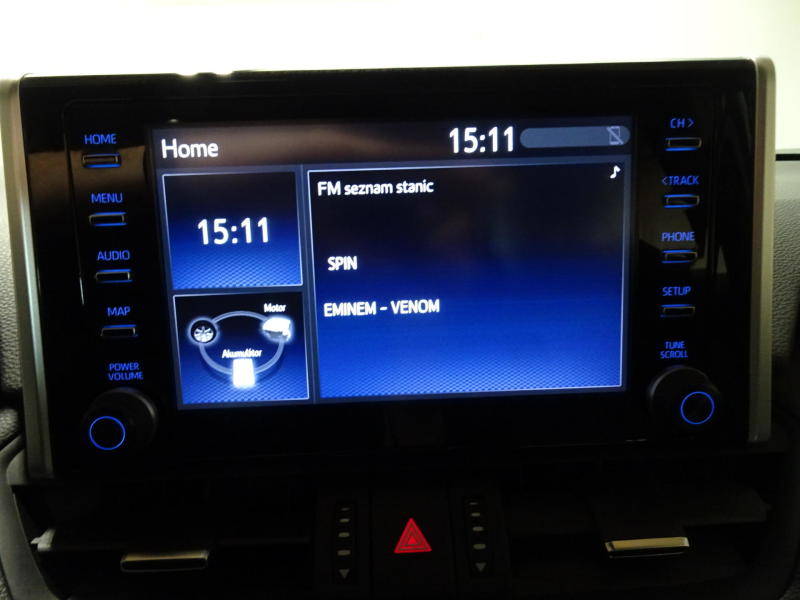 HOME
MENU
AUDIO
MAP
POWER
VOLUME
Home
15:11
15:11
Motor
Akumulátor
FM seznam stanic
SPIN
EMINEM - VENOM
CH >
< TRACK
PHONE
SETUP
TUNE
SCROLL